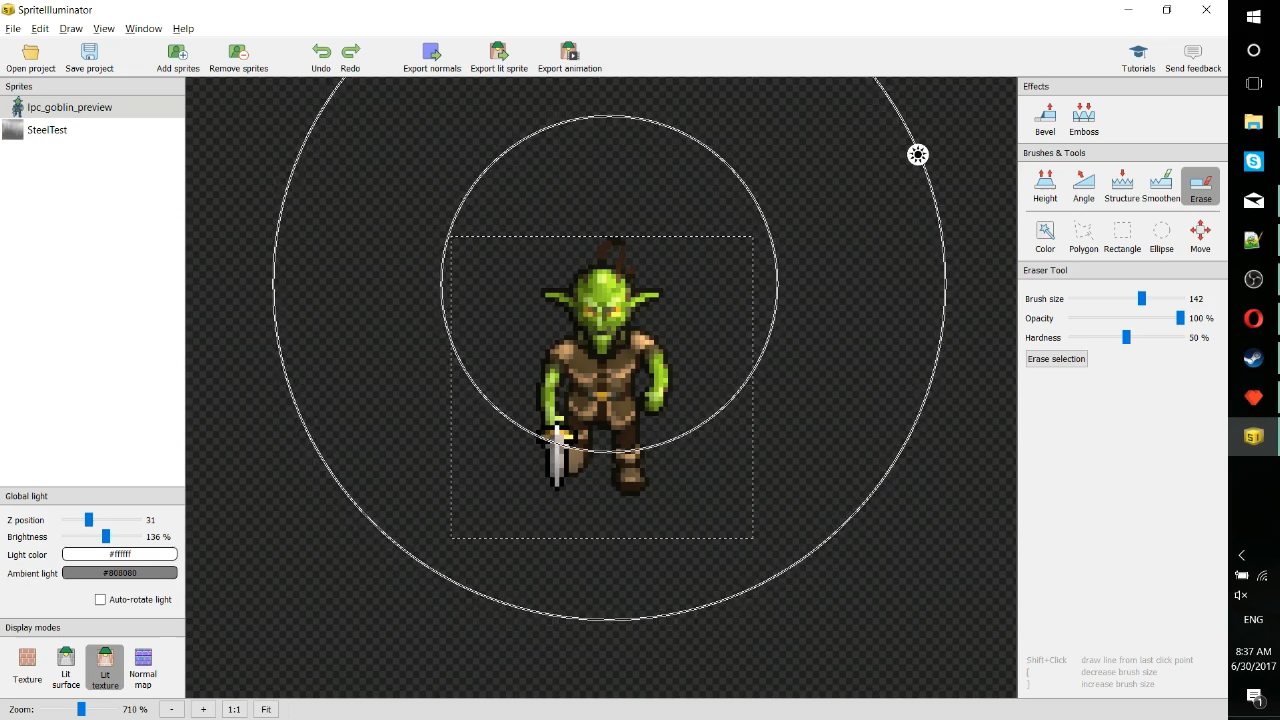 SpriteIlluminator
File Edit Draw View Window Help
Open project Save project Add sprites Remove sprites Undo Redo Export normals Export lit sprite Export animation Tutorials Send feedback
Sprites
lpc_goblin_preview
SteelTest
Global light
Z position 31
Brightness 136 %
Light color #ffffff
Ambient light #808080
Auto-rotate light
Display modes
Texture Lit surface Lit texture Normal map
Zoom: 710 % - + 1:1 Fit
Effects
Bevel Emboss
Brushes & Tools
Height Angle Structure Smoothen Erase
Color Polygon Rectangle Ellipse Move
Eraser Tool
Brush size 142
Opacity 100 %
Hardness 50 %
Erase selection
Shift+Click draw line from last click point
[ decrease brush size
] increase brush size
ENG
8:37 AM
6/30/2017